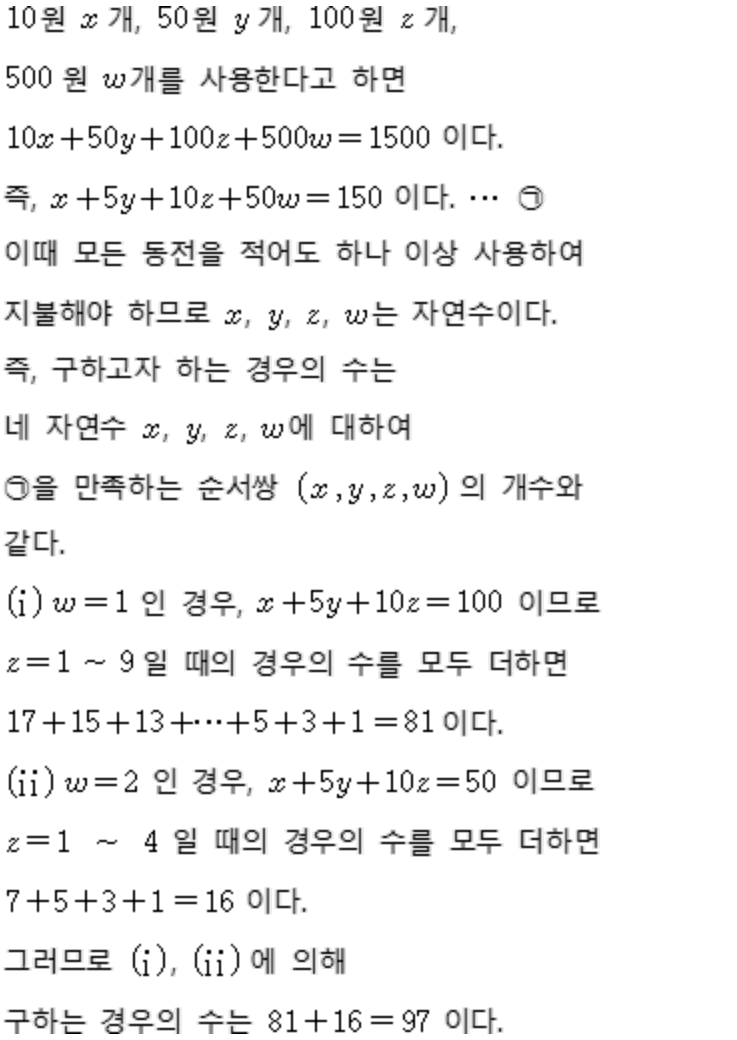 10원 x 개, 50원 y 개, 100원 z 개,
500 원 w개를 사용한다고 하면
10x+50y+100z+500w=1500 이다.
즉, x+5y+10z+50w=150 이다. ⋯ ㉠
이때 모든 동전을 적어도 하나 이상 사용하여
지불해야 하므로 x, y, z, w는 자연수이다.
즉, 구하고자 하는 경우의 수는
네 자연수 x, y, z, w에 대하여
㉠을 만족하는 순서쌍 (x,y,z,w) 의 개수와
같다.
(i) w=1 인 경우, x+5y+10z=100 이므로
z=1 ~ 9일 때의 경우의 수를 모두 더하면
17+15+13+⋯+5+3+1=81이다.
(ii) w=2 인 경우, x+5y+10z=50 이므로
z=1 ~ 4 일 때의 경우의 수를 모두 더하면
7+5+3+1=16 이다.
그러므로 (i), (ii)에 의해
구하는 경우의 수는 81+16=97 이다.